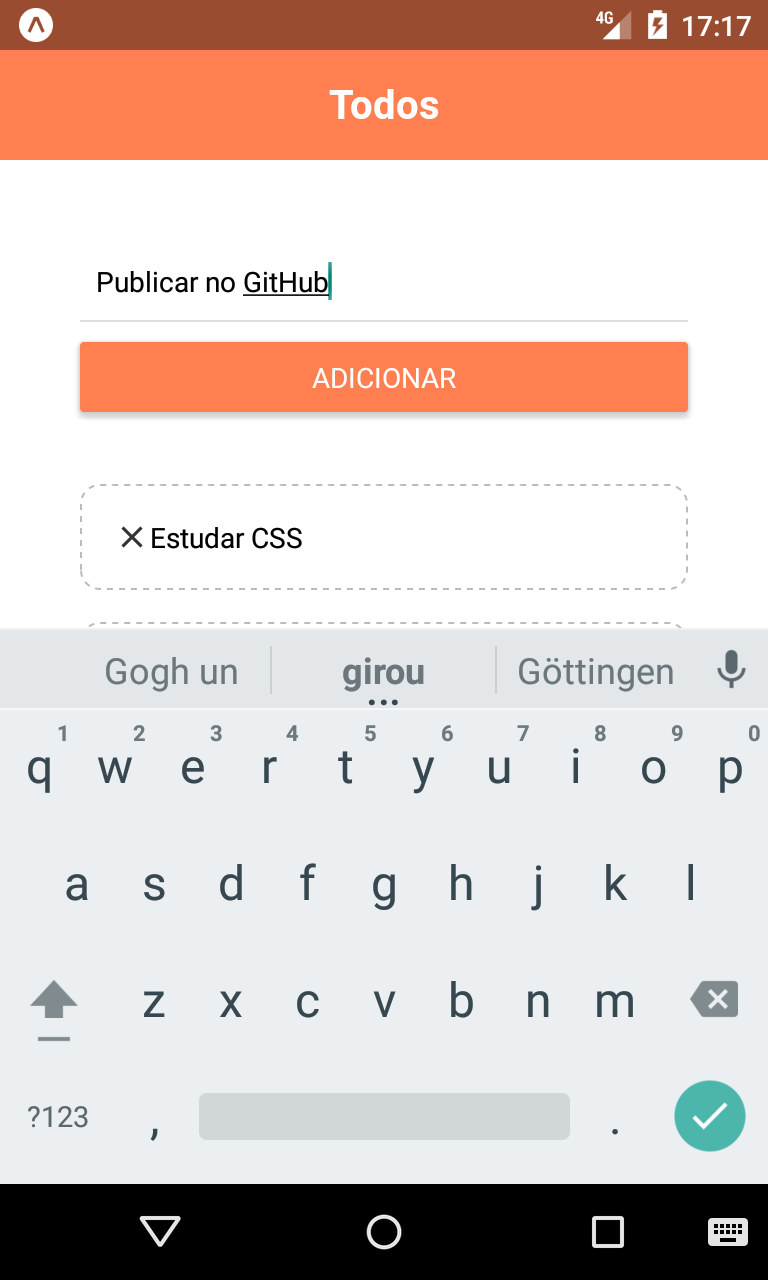 4G 17:17
Todos
Publicar no GitHub
ADICIONAR
Estudar CSS
Gogh un girou Göttingen
1 2 3 4 5 6 7 8 9 0
q w e r t y u i o p
a s d f g h j k l
z x c v b n m
?123 , .